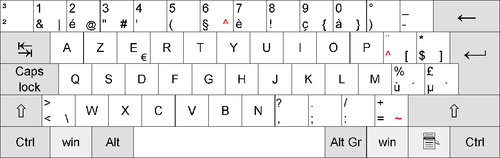 ³ 1 2 3 4 5 6 7 8 9 0 ° _ ←
² & | é @ " # ' ( § ^ è ! ç { à } ) -
A Z E R T Y U I O P ¨ *
€ ^ [ $ ]
Caps Q S D F G H J K L M % £
lock ù ´ µ `
> W X C V B N ? . / +
< \ , ; : = ~
Ctrl win Alt Alt Gr win Ctrl